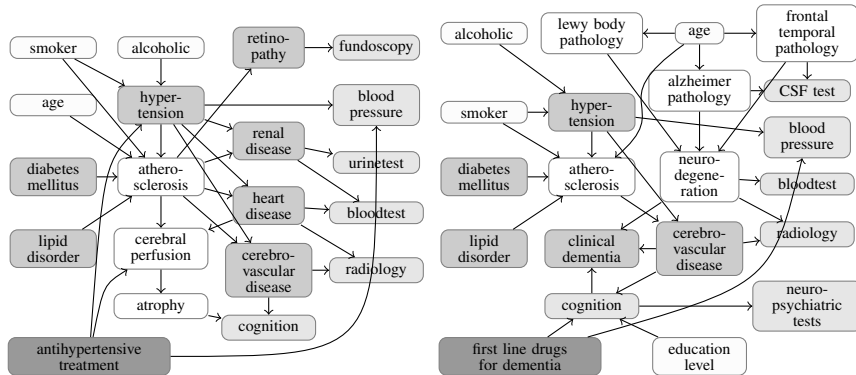 smoker
alcoholic
retino-
pathy
fundoscopy
hyper-
tension
age
blood
pressure
renal
disease
urinetest
diabetes
mellitus
athero-
sclerosis
heart
disease
bloodtest
lipid
disorder
cerebral
perfusion
cerebro-
vascular
disease
radiology
atrophy
cognition
antihypertensive
treatment
alcoholic
lewy body
pathology
age
frontal
temporal
pathology
alzheimer
pathology
CSF test
smoker
hyper-
tension
blood
pressure
diabetes
mellitus
athero-
sclerosis
neuro-
degene-
ration
bloodtest
lipid
disorder
clinical
dementia
cerebro-
vascular
disease
radiology
cognition
neuro-
psychiatric
tests
first line drugs
for dementia
education
level